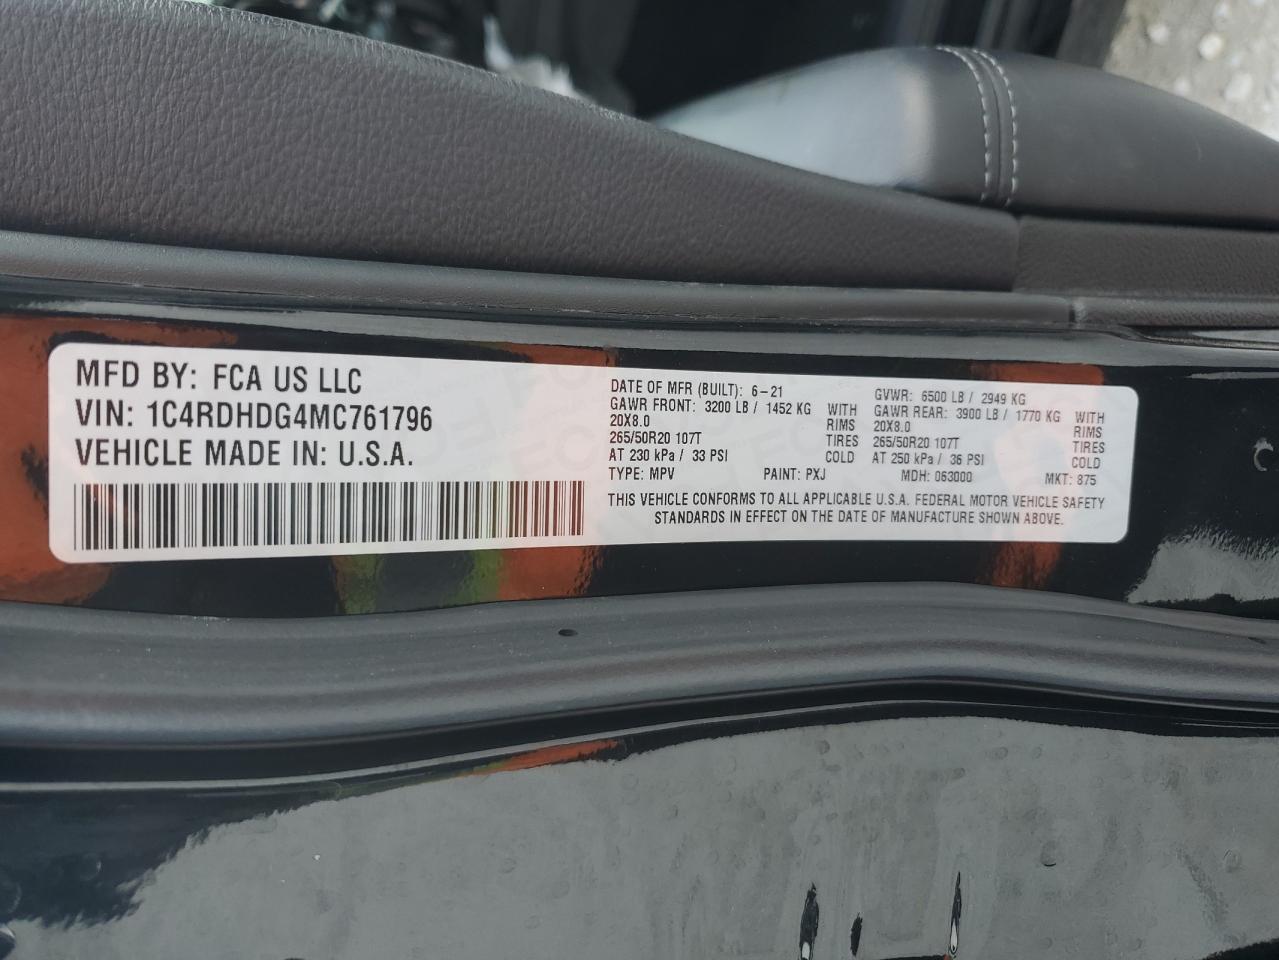 MFD BY: FCA US LLC
VIN: 1C4RDHDG4MC761796
VEHICLE MADE IN: U.S.A.
DATE OF MFR (BUILT): 6-21
GAWR FRONT: 3200 LB / 1452 KG WITH
20X8.0 RIMS
265/50R20 107T TIRES
AT 230 kPa / 33 PSI COLD
GVWR: 6500 LB / 2949 KG
GAWR REAR: 3900 LB / 1770 KG WITH
20X8.0 RIMS
265/50R20 107T TIRES
AT 250 kPa / 36 PSI COLD
TYPE: MPV PAINT: PXJ MDH: 063000 MKT: 875
THIS VEHICLE CONFORMS TO ALL APPLICABLE U.S.A. FEDERAL MOTOR VEHICLE SAFETY
STANDARDS IN EFFECT ON THE DATE OF MANUFACTURE SHOWN ABOVE.